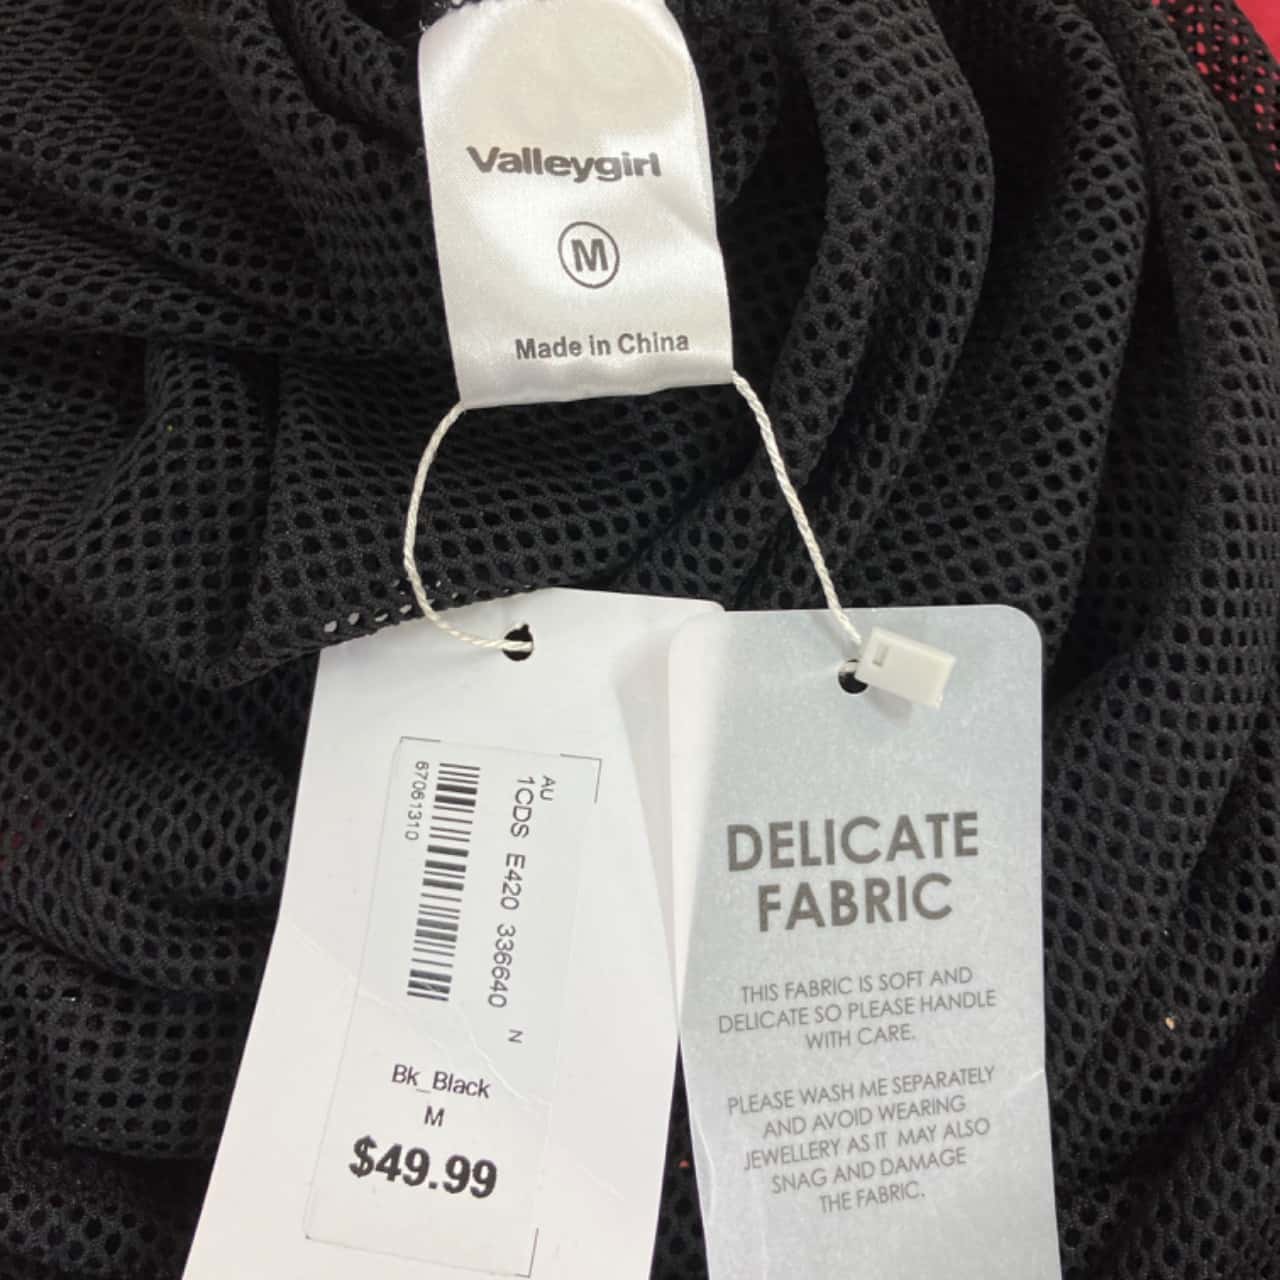 Valleygirl
M
Made in China
AU
1CDS E420 336640 N
67061310
Bk_Black
M
$49.99
DELICATE
FABRIC
THIS FABRIC IS SOFT AND
DELICATE SO PLEASE HANDLE
WITH CARE.
PLEASE WASH ME SEPARATELY
AND AVOID WEARING
JEWELLERY AS IT MAY ALSO
SNAG AND DAMAGE
THE FABRIC.